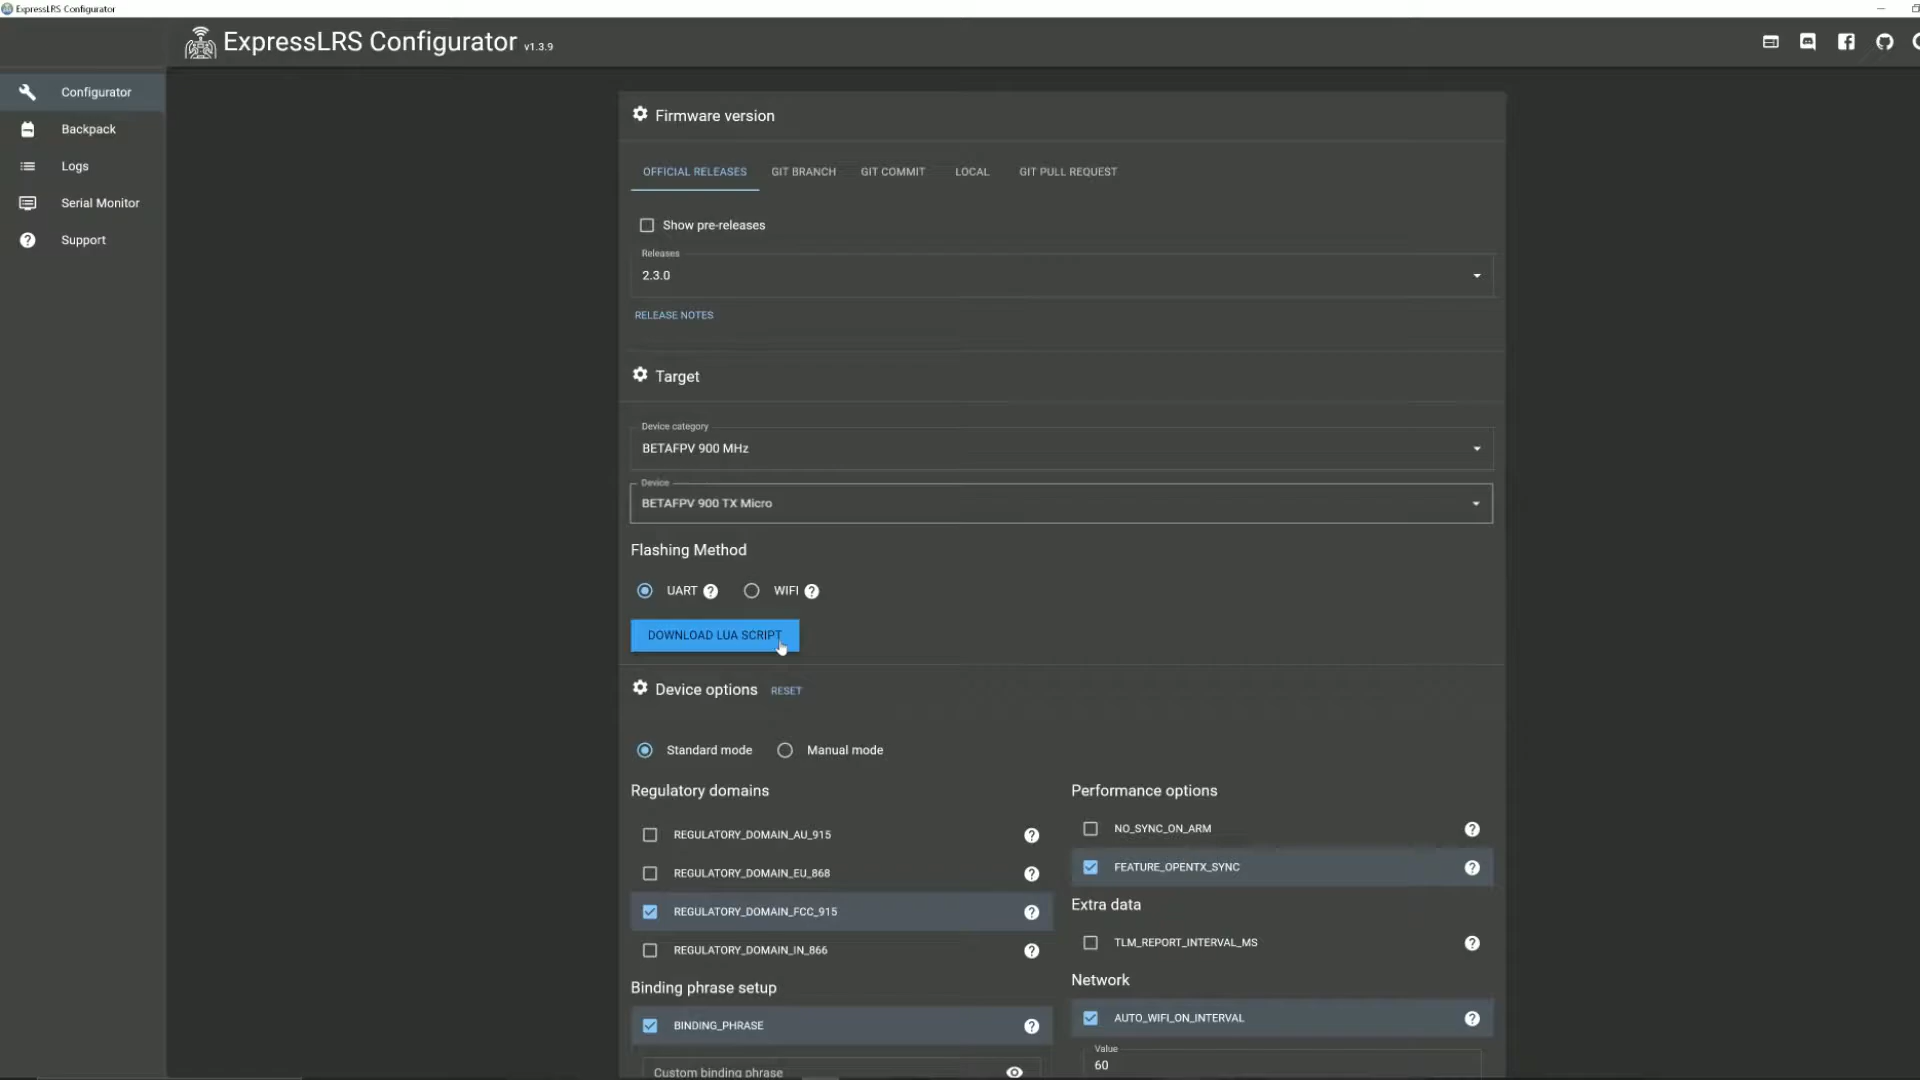 ExpressLRS Configurator
ExpressLRS Configurator v1.3.9
Configurator
Backpack
Logs
Serial Monitor
Support
Firmware version
OFFICIAL RELEASES GIT BRANCH GIT COMMIT LOCAL GIT PULL REQUEST
Show pre-releases
Releases
2.3.0
RELEASE NOTES
Target
Device category
BETAFPV 900 MHz
Device
BETAFPV 900 TX Micro
Flashing Method
UART ? WIFI ?
DOWNLOAD LUA SCRIPT
Device options RESET
Standard mode Manual mode
Regulatory domains
REGULATORY_DOMAIN_AU_915 ?
REGULATORY_DOMAIN_EU_868 ?
REGULATORY_DOMAIN_FCC_915 ?
REGULATORY_DOMAIN_IN_866 ?
Binding phrase setup
BINDING_PHRASE ?
Custom binding phrase
Performance options
NO_SYNC_ON_ARM ?
FEATURE_OPENTX_SYNC ?
Extra data
TLM_REPORT_INTERVAL_MS ?
Network
AUTO_WIFI_ON_INTERVAL ?
Value
60